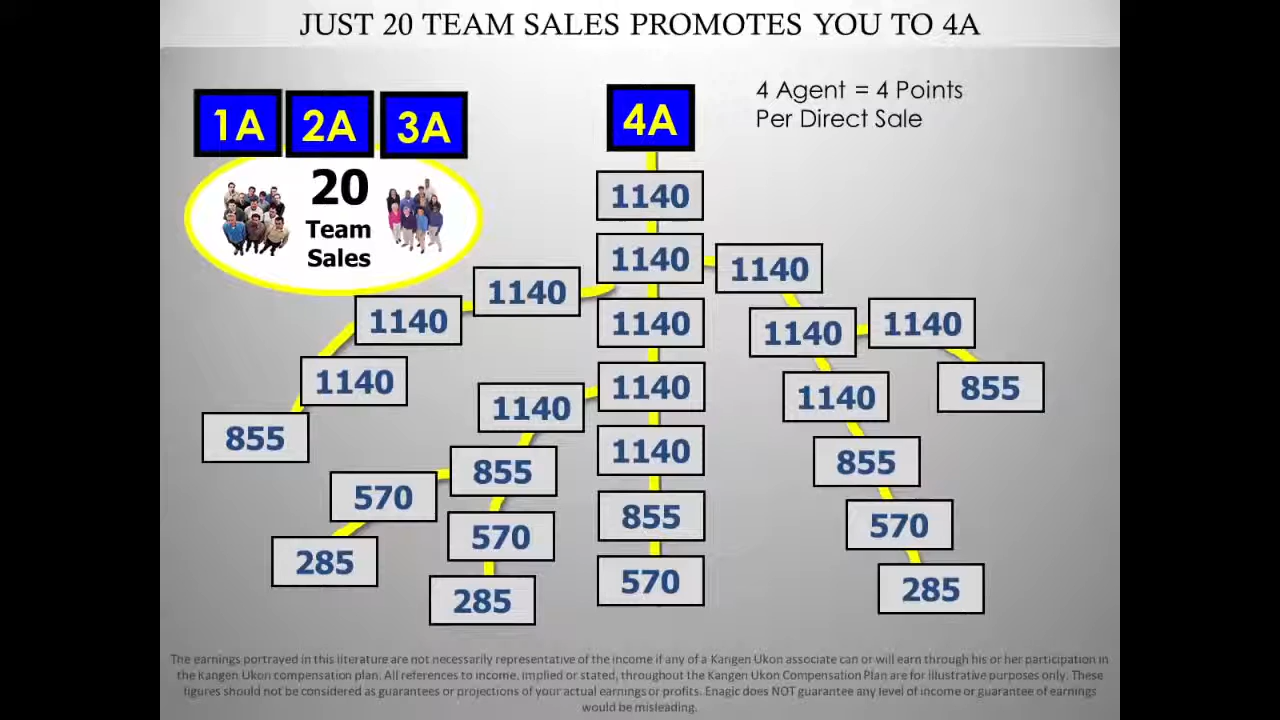 JUST 20 TEAM SALES PROMOTES YOU TO 4A
1A 2A 3A
20
Team
Sales
4A
4 Agent = 4 Points
Per Direct Sale
1140
1140
1140
1140
1140
855
570
1140
1140
1140
855
1140
855
570
285
570
285
1140
1140
1140
855
1140
855
570
285
The earnings portrayed in this literature are not necessarily representative of the income if any of a Kangen Ukon associate can or will earn through his or her participation in
the Kangen Ukon compensation plan. All references to income, implied or stated, throughout the Kangen Ukon Compensation Plan are for illustrative purposes only. These
figures should not be considered as guarantees or projections of your actual earnings or profits. Enagic does NOT guarantee any level of income or guarantee of earnings
would be misleading.